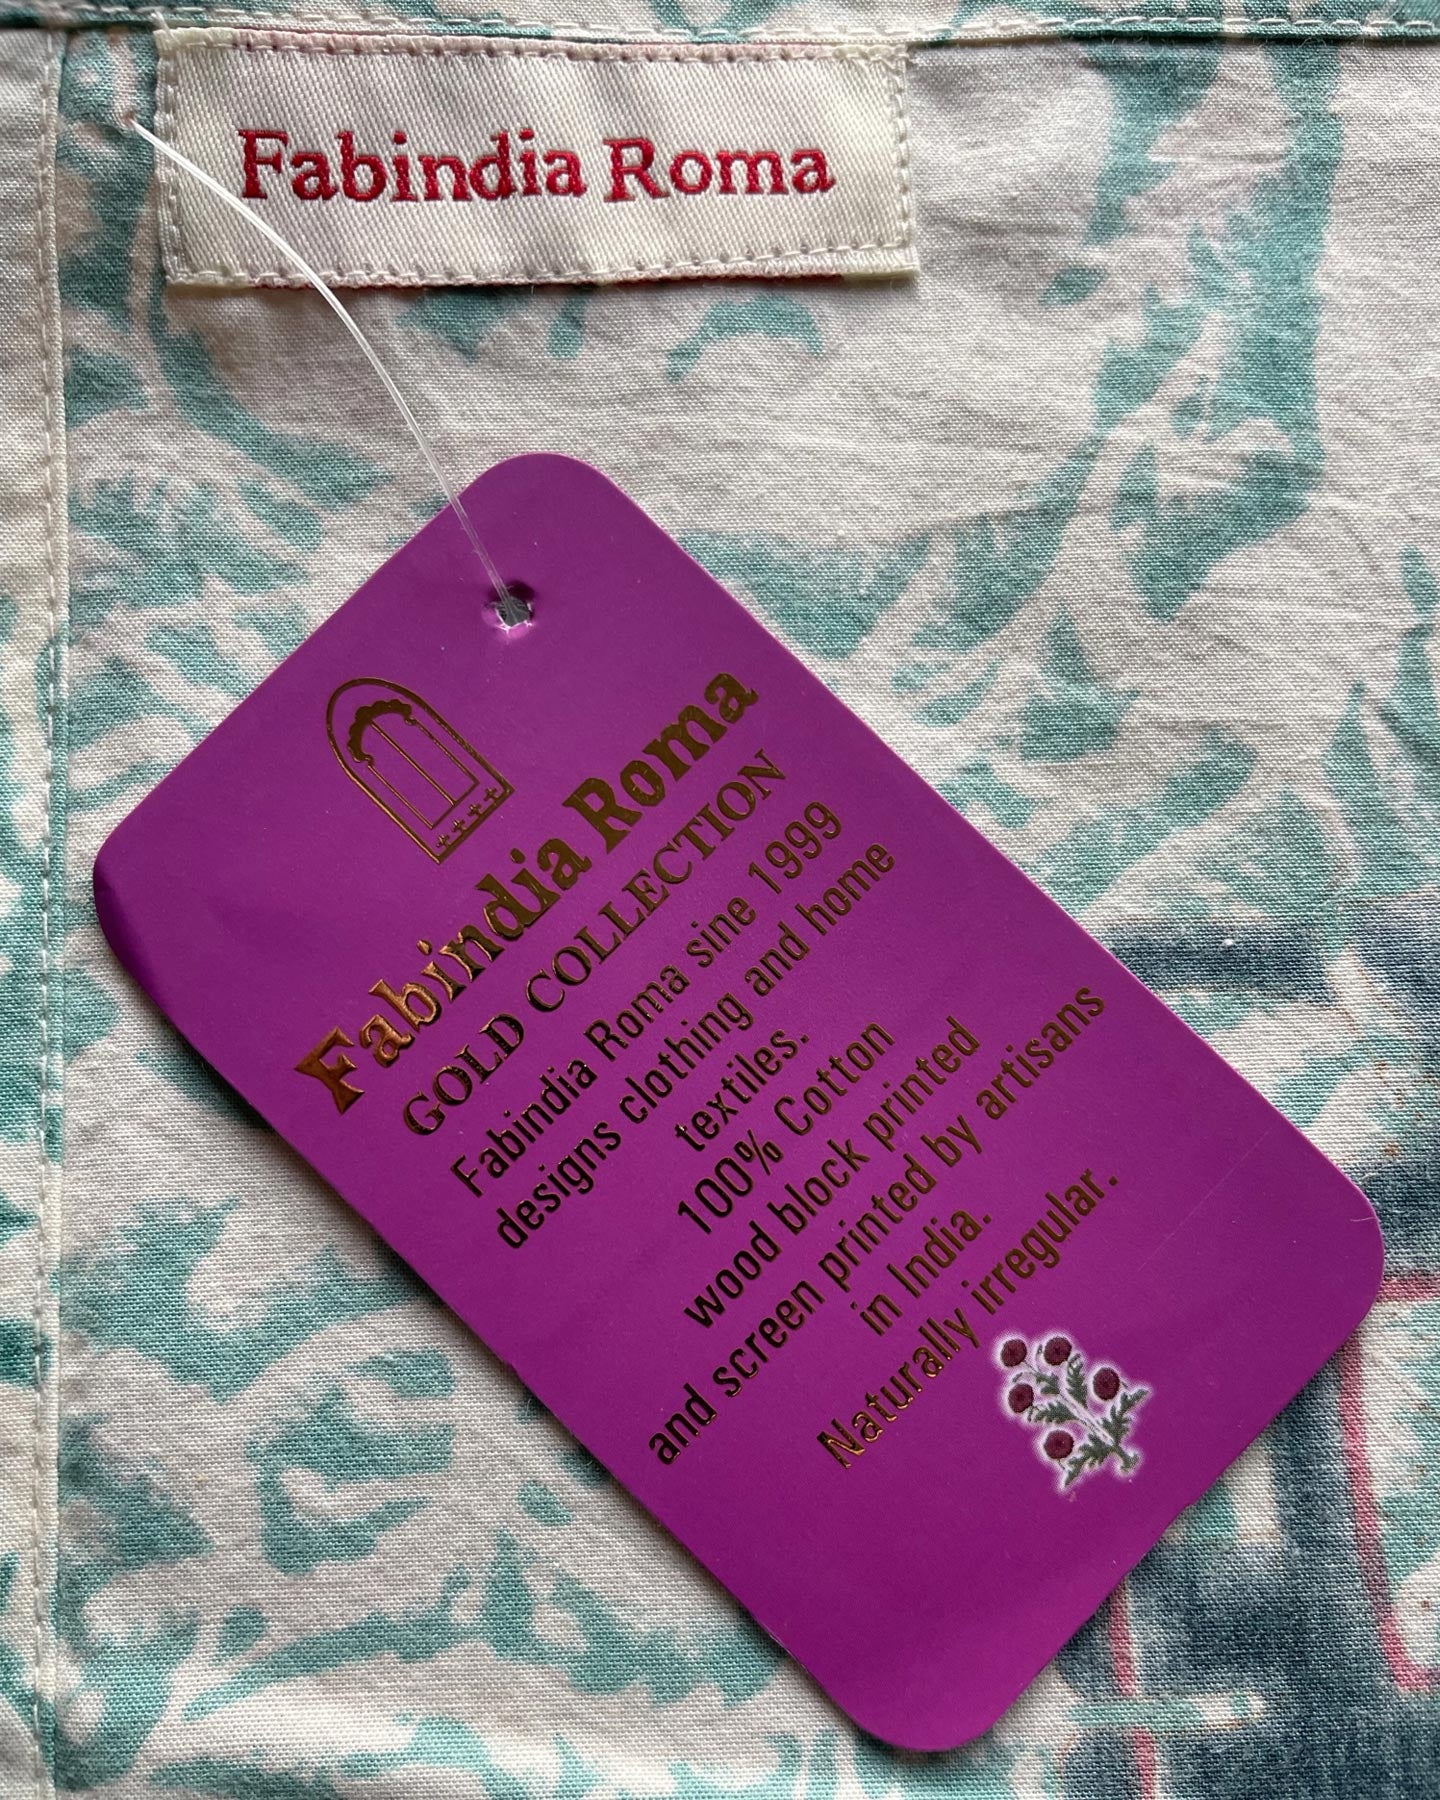 Fabindia Roma
Fabindia Roma
GOLD COLLECTION
Fabindia Roma sine 1999
designs clothing and home
textiles.
100% Cotton
wood block printed
and screen printed by artisans
in India.
Naturally irregular.